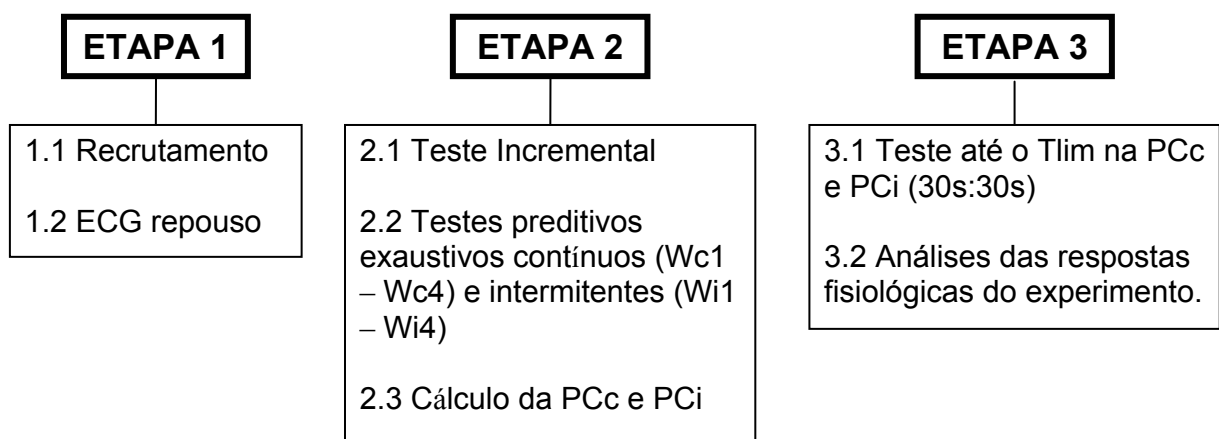 ETAPA 1
1.1 Recrutamento
1.2 ECG repouso
ETAPA 2
2.1 Teste Incremental
2.2 Testes preditivos
exaustivos contínuos (Wc1
– Wc4) e intermitentes (Wi1
– Wi4)
2.3 Cálculo da PCc e PCi
ETAPA 3
3.1 Teste até o Tlim na PCc
e PCi (30s:30s)
3.2 Análises das respostas
fisiológicas do experimento.